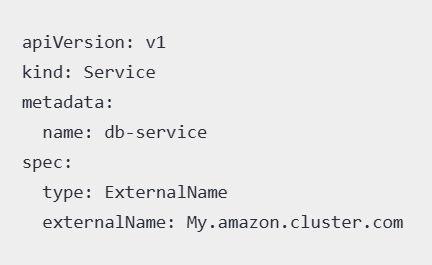 apiVersion: v1
kind: Service
metadata:
  name: db-service
spec:
  type: ExternalName
  externalName: My.amazon.cluster.com